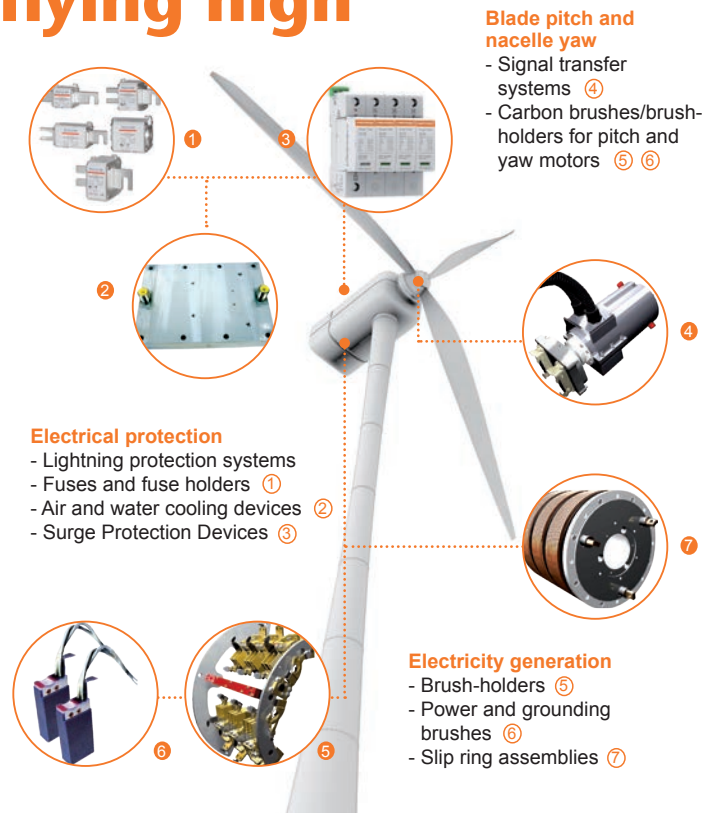 flying high
Blade pitch and
nacelle yaw
- Signal transfer
systems ④
- Carbon brushes/brush-
holders for pitch and
yaw motors ⑤ ⑥
1
3
2
4
Electrical protection
- Lightning protection systems
- Fuses and fuse holders ①
- Air and water cooling devices ②
- Surge Protection Devices ③
7
6
5
Electricity generation
- Brush-holders ⑤
- Power and grounding
brushes ⑥
- Slip ring assemblies ⑦